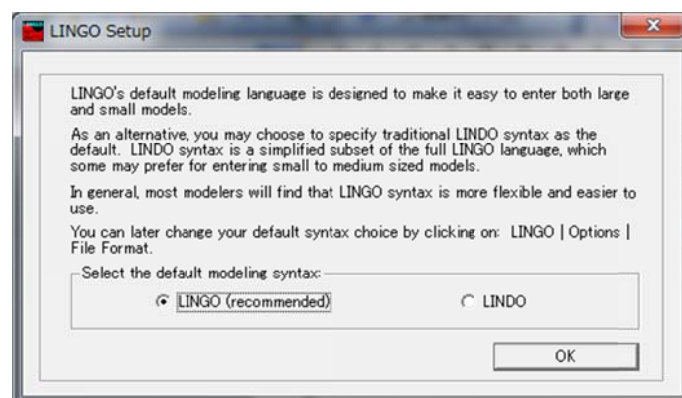 LINGO Setup
LINGO's default modeling language is designed to make it easy to enter both large
and small models.
As an alternative, you may choose to specify traditional LINDO syntax as the
default. LINDO syntax is a simplified subset of the full LINGO language, which
some may prefer for entering small to medium sized models.
In general, most modelers will find that LINGO syntax is more flexible and easier to
use.
You can later change your default syntax choice by clicking on: LINGO | Options |
File Format.
Select the default modeling syntax:
LINGO (recommended) LINDO
OK